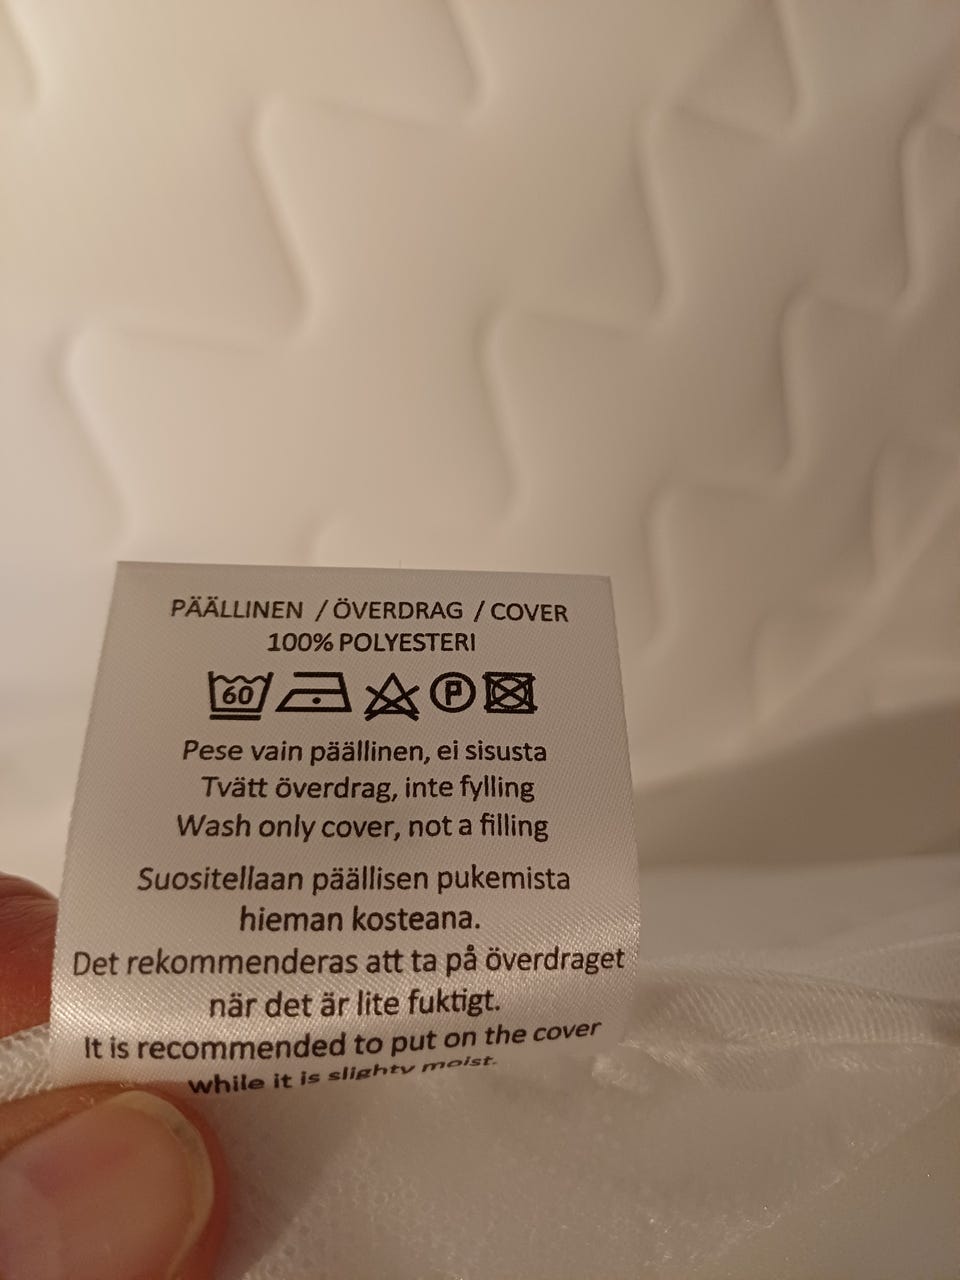 PÄÄLLINEN / ÖVERDRAG / COVER
100% POLYESTERI
60 P
Pese vain päällinen, ei sisusta
Tvätt överdrag, inte fylling
Wash only cover, not a filling
Suositellaan päällisen pukemista
hieman kosteana.
Det rekommenderas att ta på överdraget
när det är lite fuktigt.
It is recommended to put on the cover
while it is slighty moist.